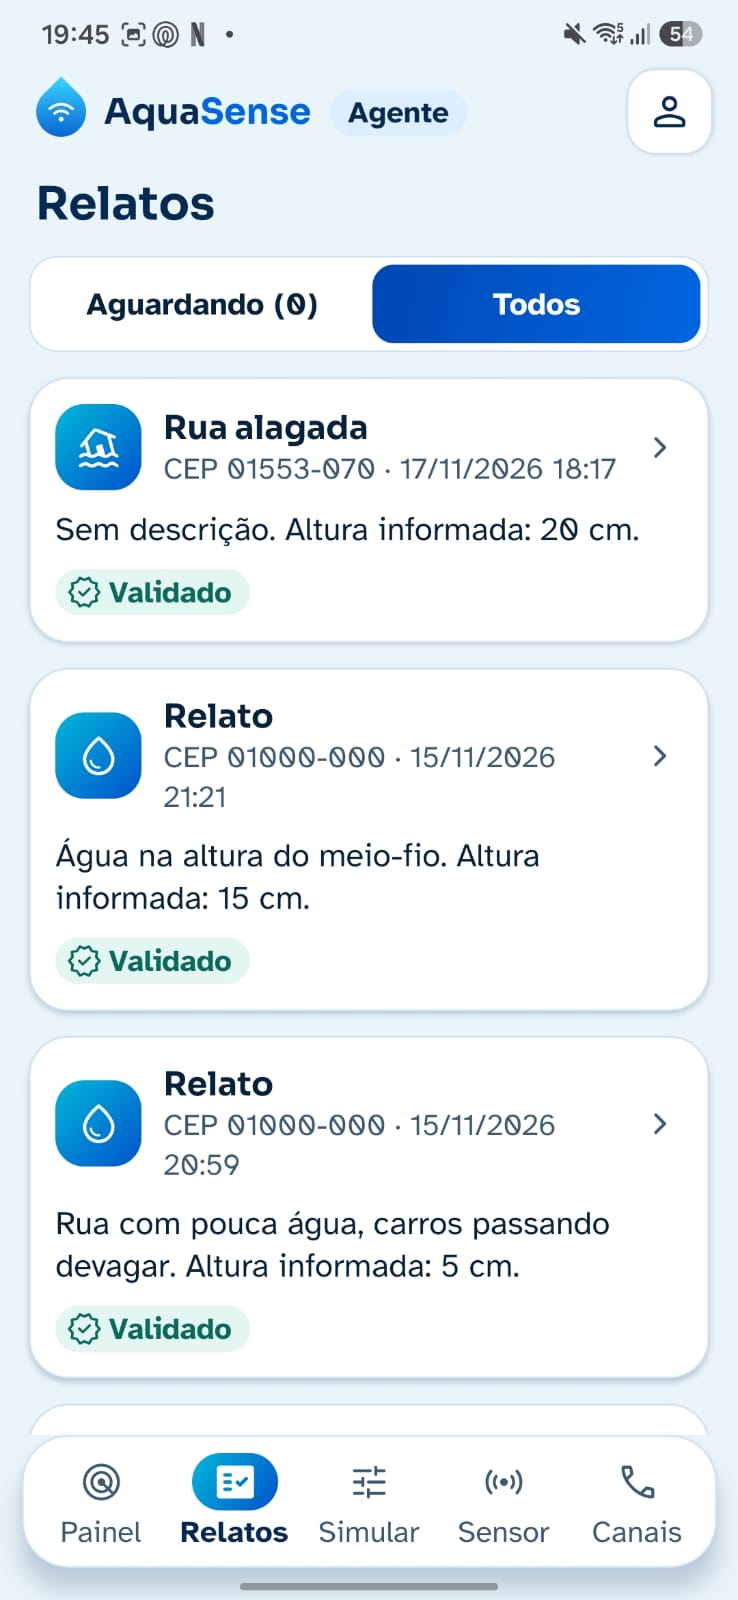 19:45
54
AquaSense Agente
Relatos
Aguardando (0) Todos
Rua alagada
CEP 01553-070 · 17/11/2026 18:17
Sem descrição. Altura informada: 20 cm.
Validado
Relato
CEP 01000-000 · 15/11/2026
21:21
Água na altura do meio-fio. Altura
informada: 15 cm.
Validado
Relato
CEP 01000-000 · 15/11/2026
20:59
Rua com pouca água, carros passando
devagar. Altura informada: 5 cm.
Validado
Painel Relatos Simular Sensor Canais